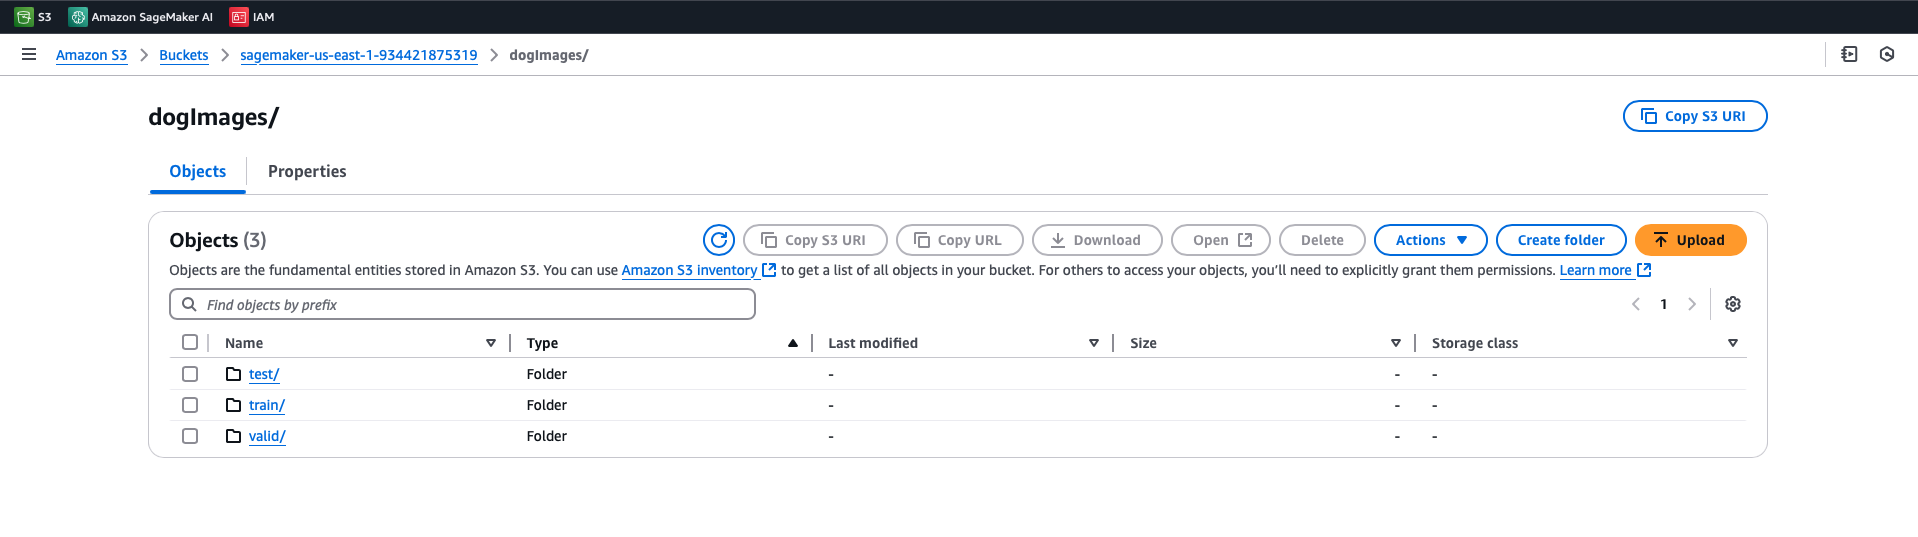 S3 Amazon SageMaker AI IAM
Amazon S3 Buckets sagemaker-us-east-1-934421875319 dogImages/
dogImages/ Copy S3 URI
Objects Properties
Objects (3) Copy S3 URI Copy URL Download Open Delete Actions Create folder Upload
Objects are the fundamental entities stored in Amazon S3. You can use Amazon S3 inventory to get a list of all objects in your bucket. For others to access your objects, you'll need to explicitly grant them permissions. Learn more
Find objects by prefix 1
Name Type Last modified Size Storage class
test/ Folder - - -
train/ Folder - - -
valid/ Folder - - -